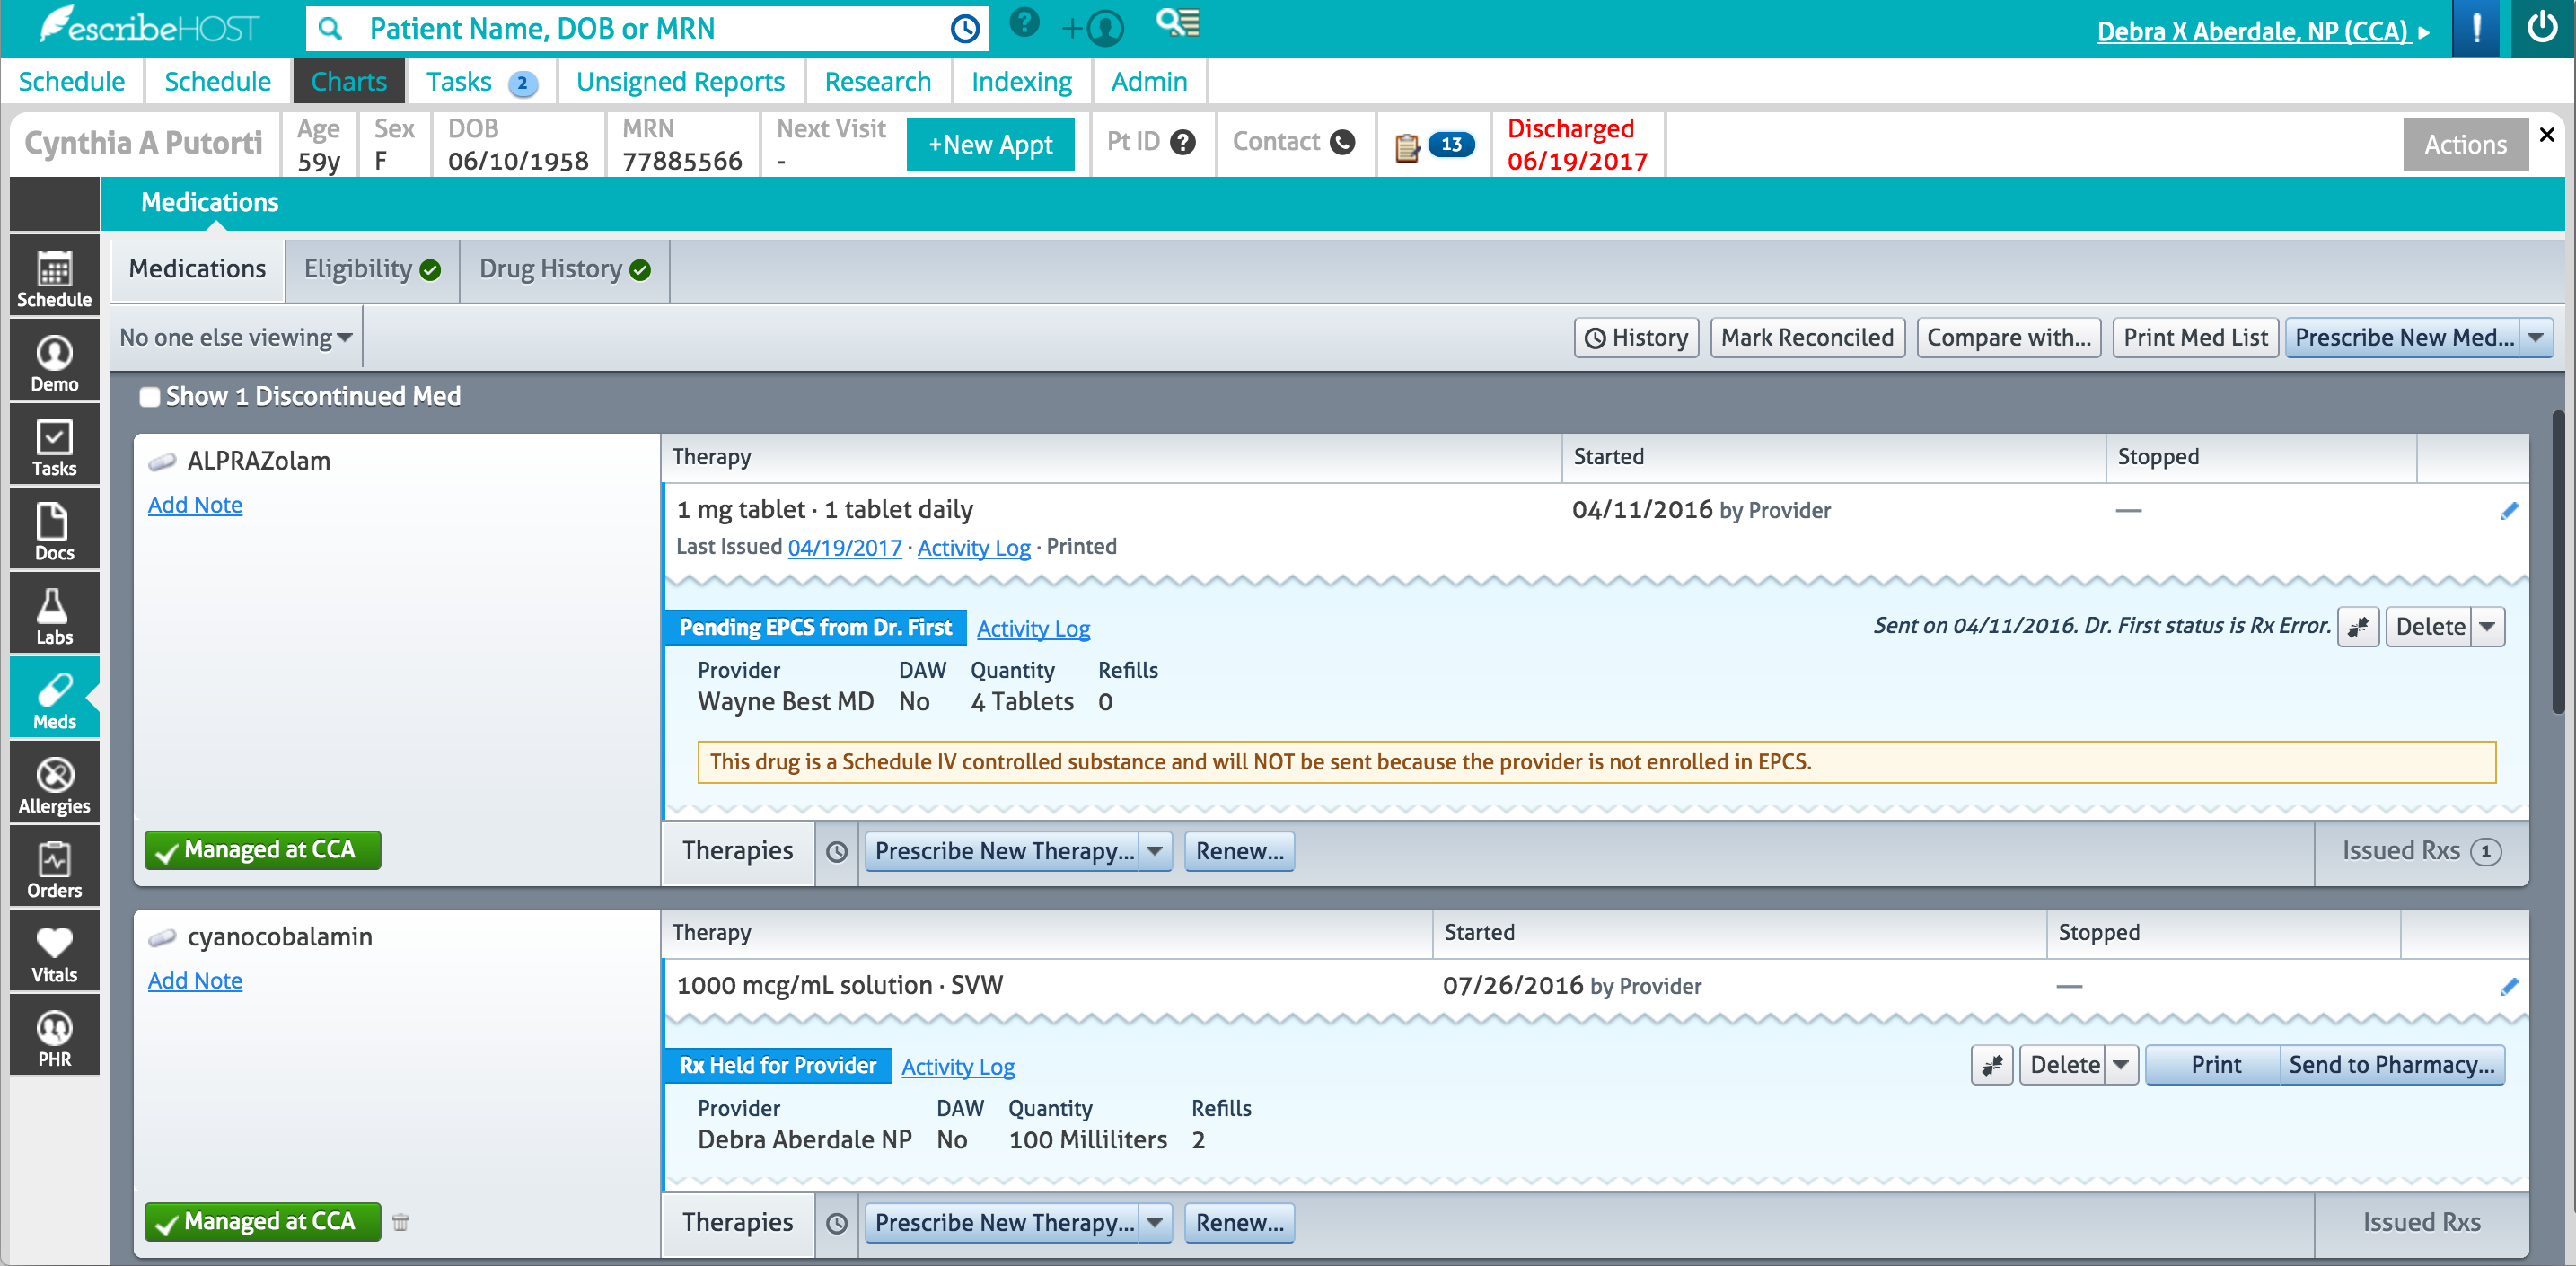 escribeHOST
Patient Name, DOB or MRN
?
+
Debra X Aberdale, NP (CCA) ▸
!
Schedule
Schedule
Charts
Tasks 2
Unsigned Reports
Research
Indexing
Admin
Cynthia A Putorti
Age
59y
Sex
F
DOB
06/10/1958
MRN
77885566
Next Visit
-
+New Appt
Pt ID ?
Contact
13
Discharged
06/19/2017
Actions
×
Medications
Schedule
Demo
Tasks
Docs
Labs
Meds
Allergies
Orders
Vitals
PHR
Medications
Eligibility
Drug History
No one else viewing
History
Mark Reconciled
Compare with...
Print Med List
Prescribe New Med...
Show 1 Discontinued Med
ALPRAZolam
Add Note
Managed at CCA
Therapy
Started
Stopped
1 mg tablet · 1 tablet daily
04/11/2016 by Provider
—
Last Issued 04/19/2017 · Activity Log · Printed
Pending EPCS from Dr. First
Activity Log
Sent on 04/11/2016. Dr. First status is Rx Error.
Delete
Provider
DAW
Quantity
Refills
Wayne Best MD
No
4 Tablets
0
This drug is a Schedule IV controlled substance and will NOT be sent because the provider is not enrolled in EPCS.
Therapies
Prescribe New Therapy...
Renew...
Issued Rxs 1
cyanocobalamin
Add Note
Managed at CCA
Therapy
Started
Stopped
1000 mcg/mL solution · SVW
07/26/2016 by Provider
—
Rx Held for Provider
Activity Log
Delete
Print
Send to Pharmacy...
Provider
DAW
Quantity
Refills
Debra Aberdale NP
No
100 Milliliters
2
Therapies
Prescribe New Therapy...
Renew...
Issued Rxs